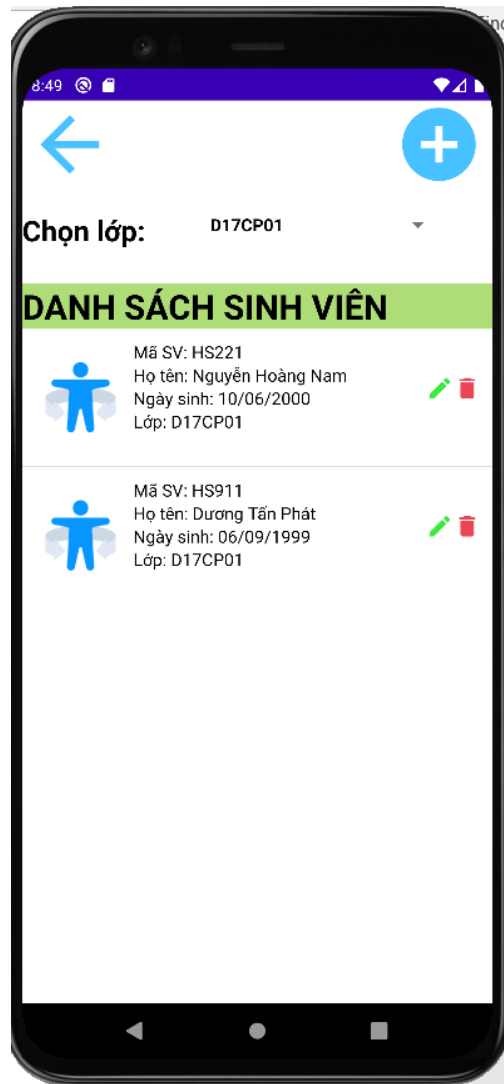 8:49
Chọn lớp:
D17CP01
DANH SÁCH SINH VIÊN
Mã SV: HS221
Họ tên: Nguyễn Hoàng Nam
Ngày sinh: 10/06/2000
Lớp: D17CP01
Mã SV: HS911
Họ tên: Dương Tấn Phát
Ngày sinh: 06/09/1999
Lớp: D17CP01